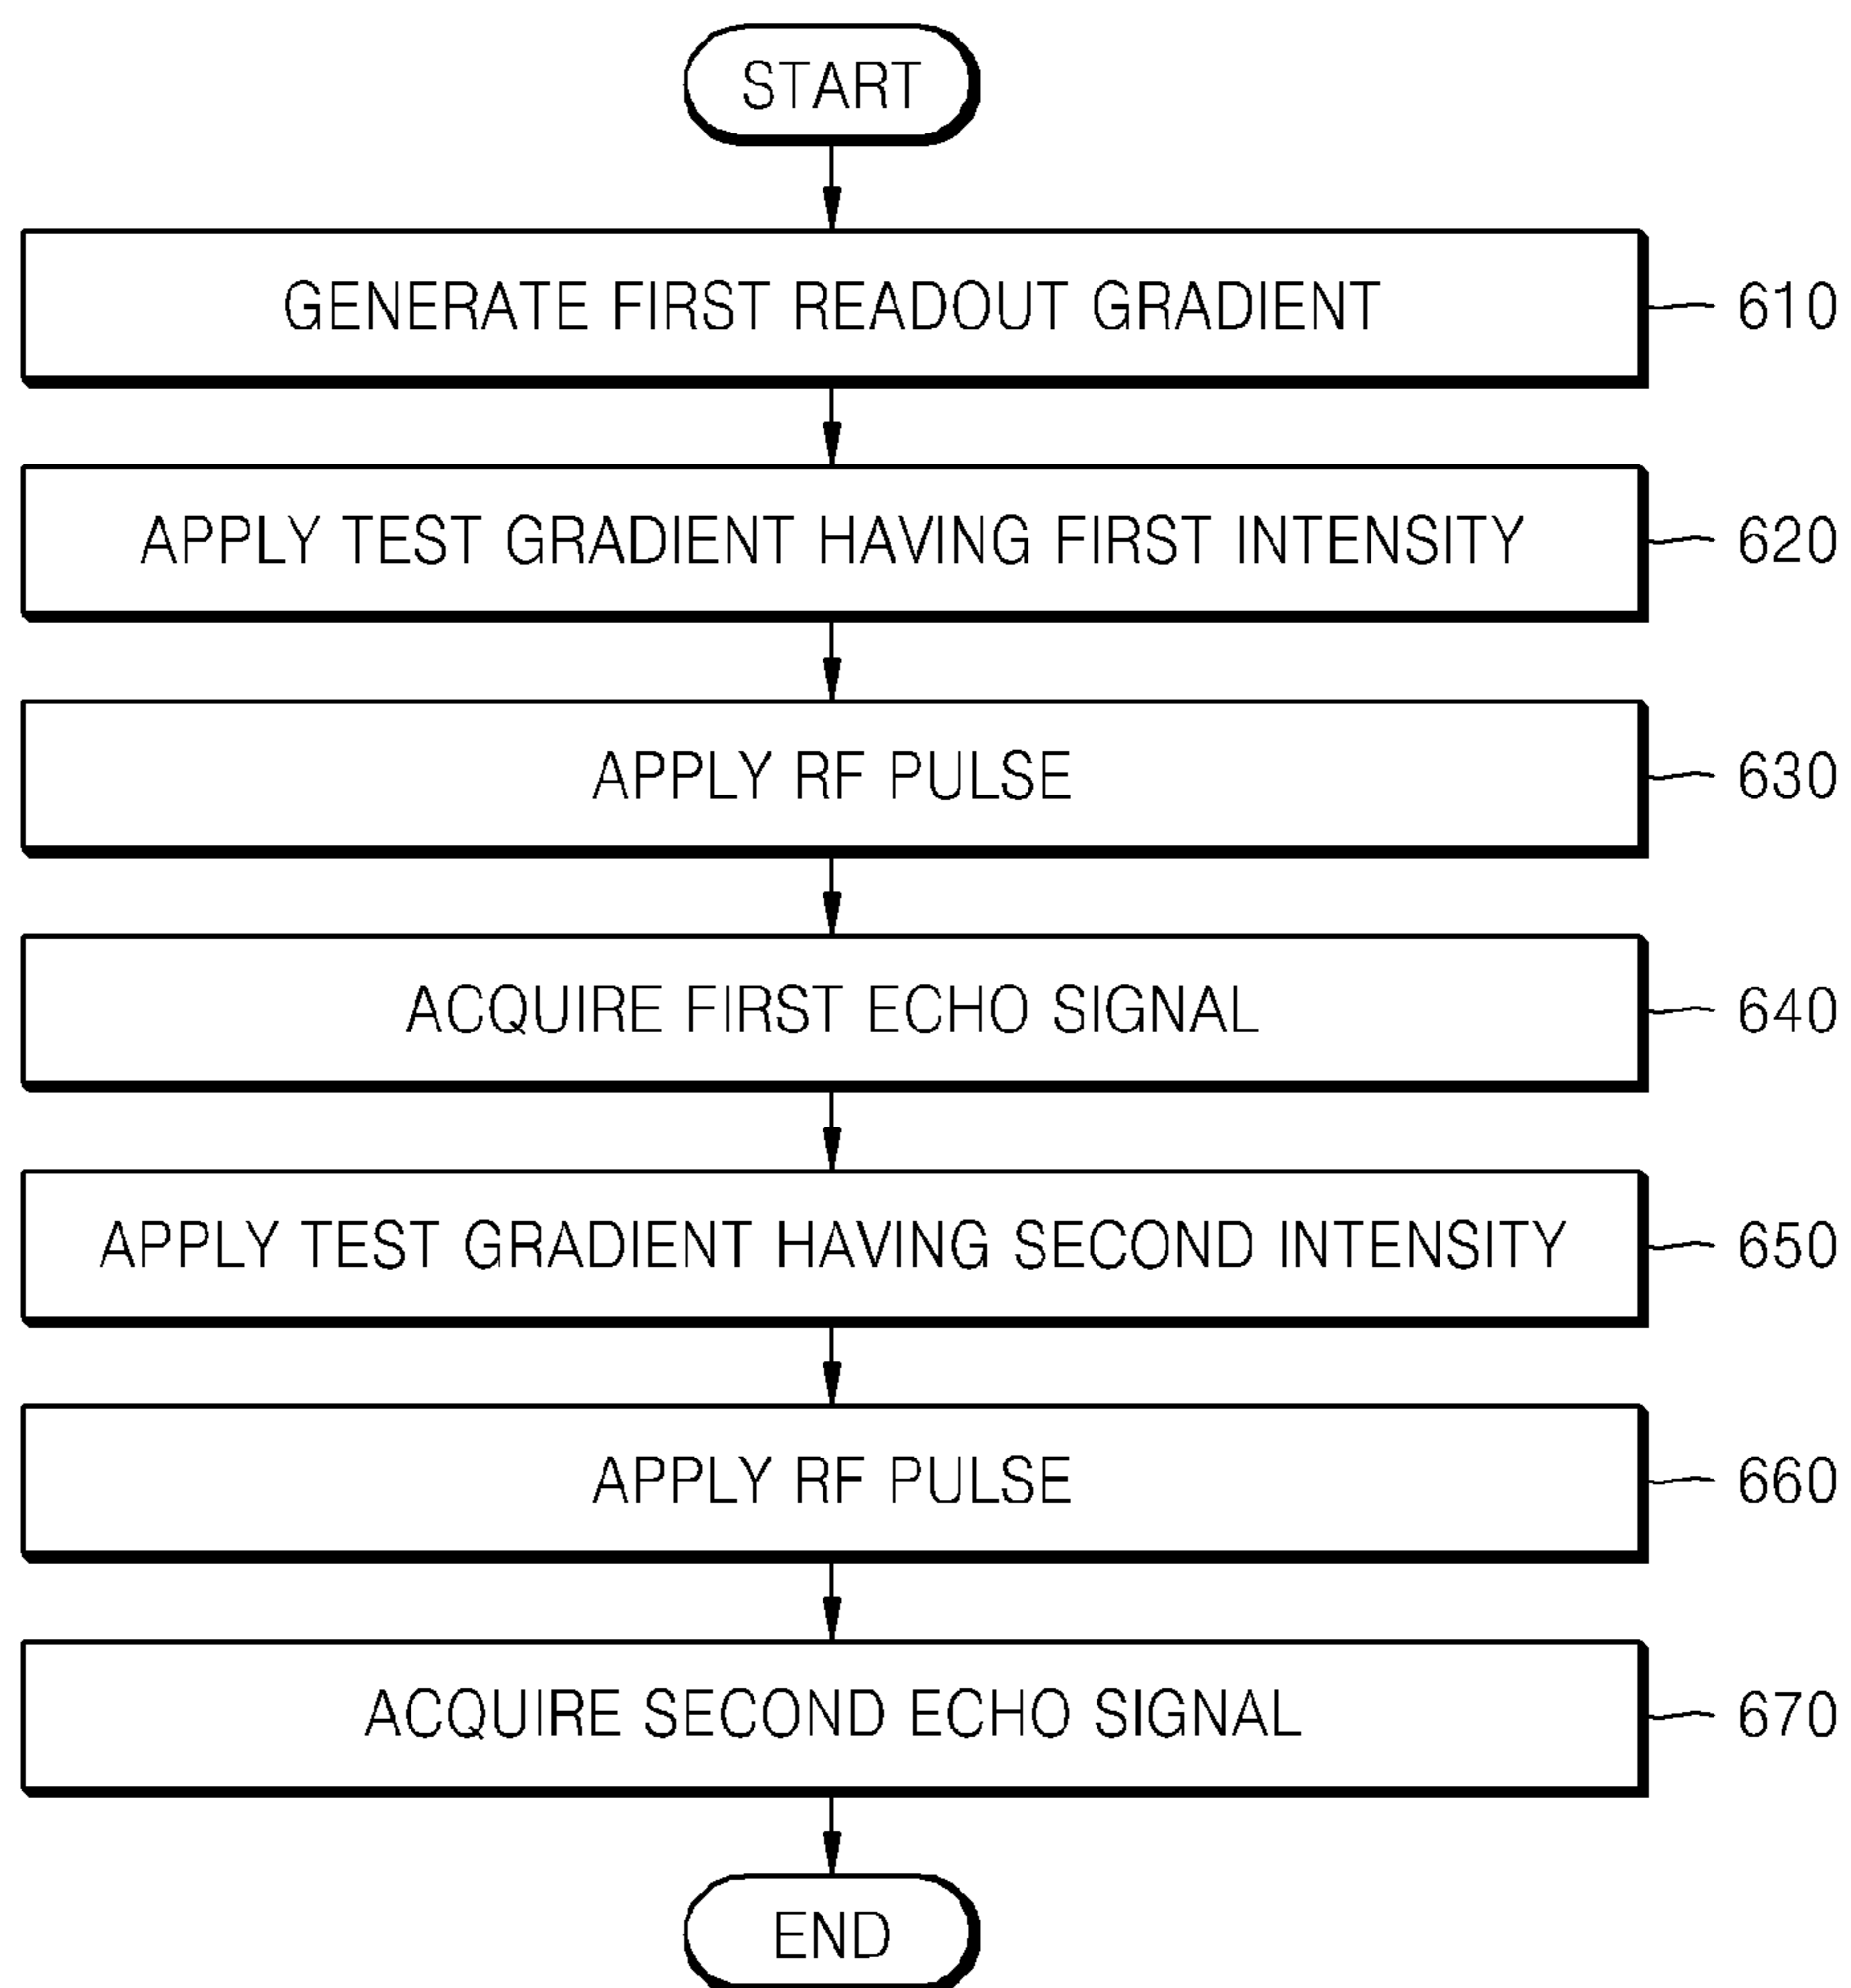 START
GENERATE FIRST READOUT GRADIENT 610
APPLY TEST GRADIENT HAVING FIRST INTENSITY 620
APPLY RF PULSE 630
ACQUIRE FIRST ECHO SIGNAL 640
APPLY TEST GRADIENT HAVING SECOND INTENSITY 650
APPLY RF PULSE 660
ACQUIRE SECOND ECHO SIGNAL 670
END